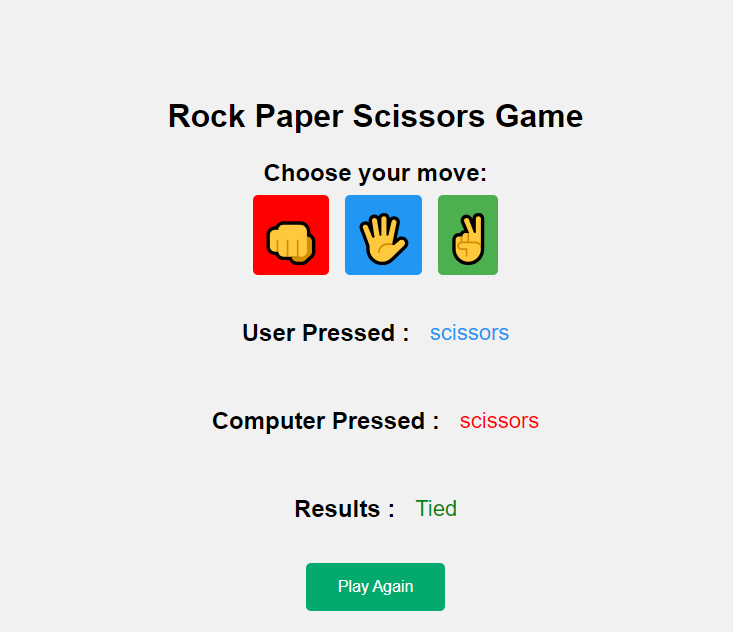 Rock Paper Scissors Game
Choose your move:
User Pressed : scissors
Computer Pressed : scissors
Results : Tied
Play Again